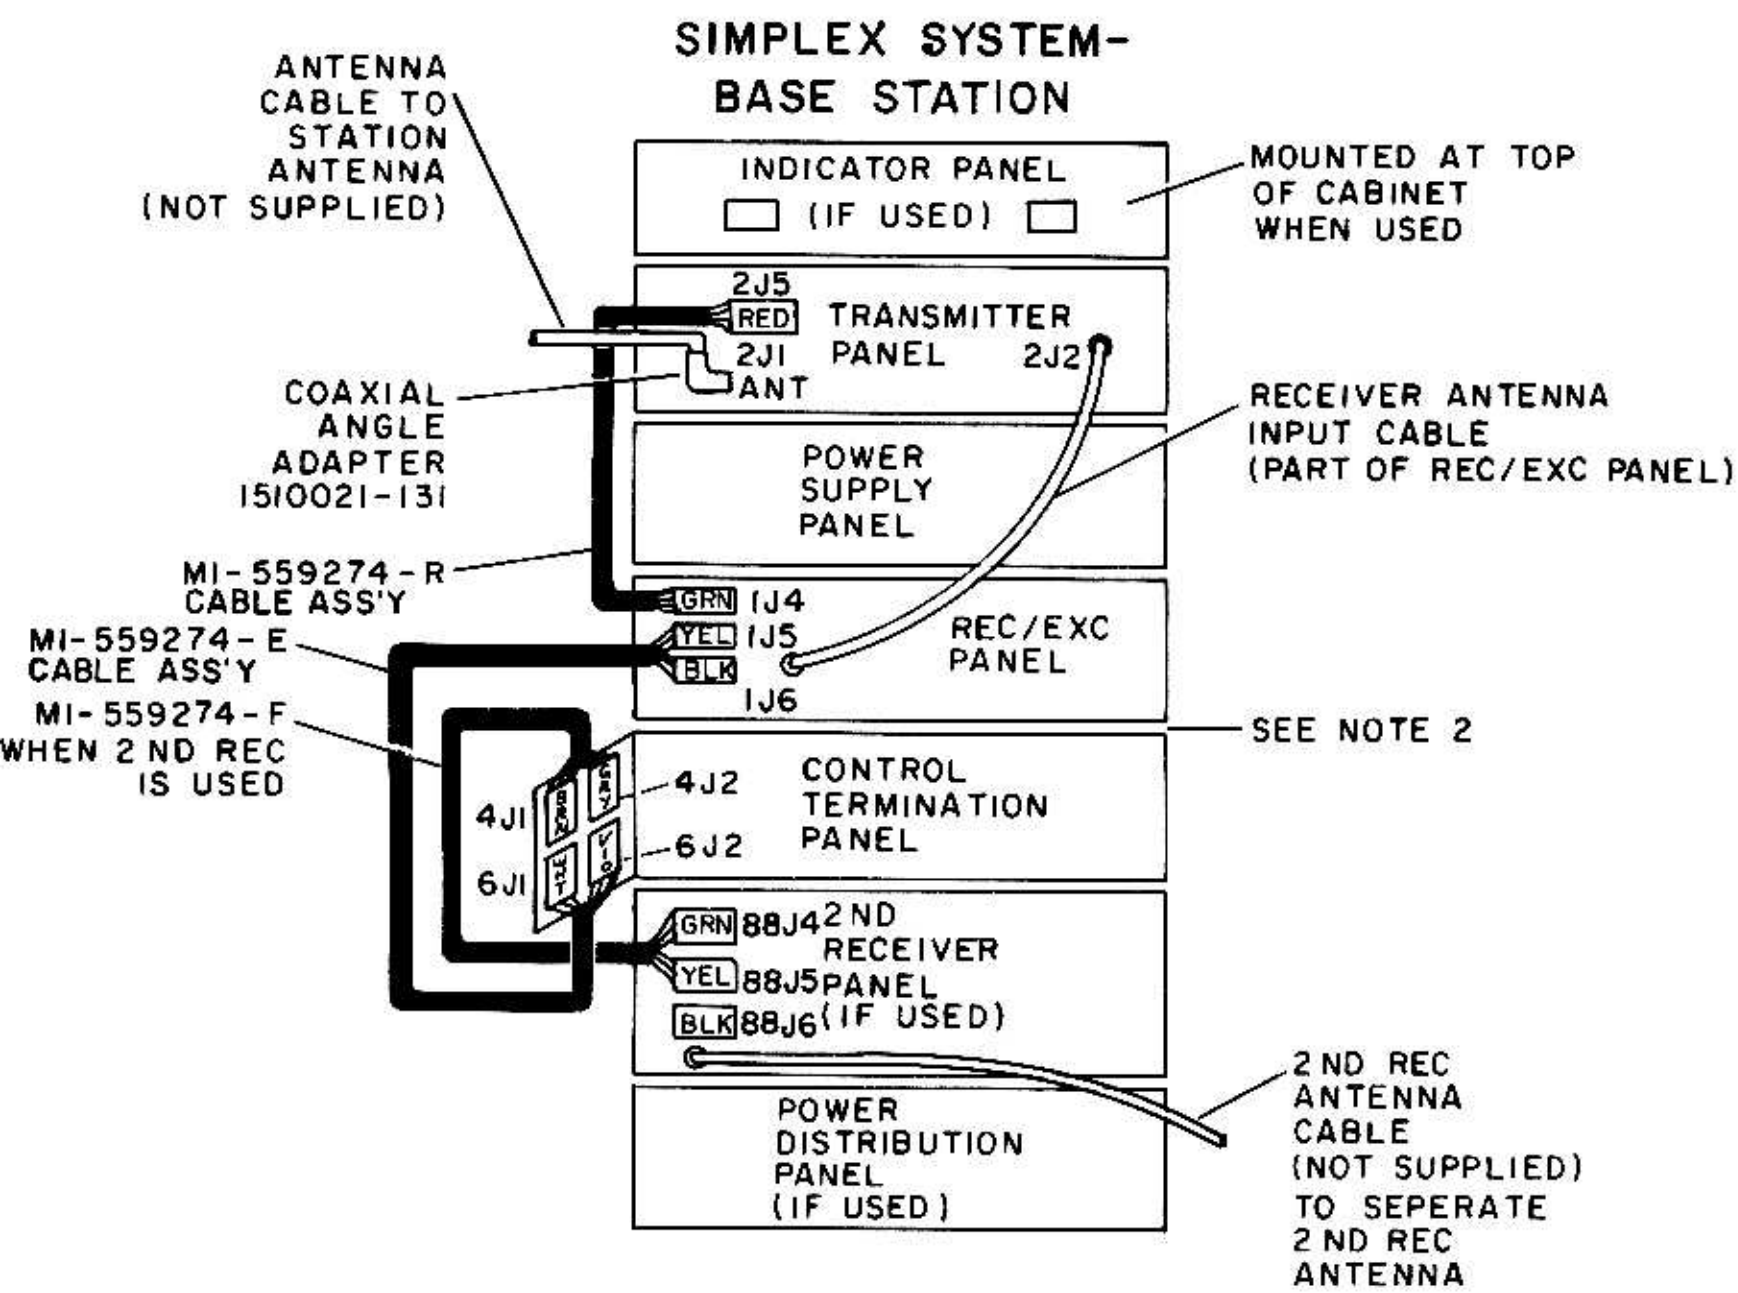 SIMPLEX SYSTEM-
BASE STATION
ANTENNA
CABLE TO
STATION
ANTENNA
(NOT SUPPLIED)
INDICATOR PANEL
(IF USED)
MOUNTED AT TOP
OF CABINET
WHEN USED
2J5
RED
TRANSMITTER
PANEL
2J1
ANT
2J2
COAXIAL
ANGLE
ADAPTER
1510021-131
RECEIVER ANTENNA
INPUT CABLE
(PART OF REC/EXC PANEL)
POWER
SUPPLY
PANEL
MI-559274-R
CABLE ASS'Y
GRN 1J4
YEL 1J5
BLK
1J6
REC/EXC
PANEL
MI-559274-E
CABLE ASS'Y
MI-559274-F
WHEN 2ND REC
IS USED
SEE NOTE 2
4J1
4J2
6J1
6J2
GRY
VIO
CONTROL
TERMINATION
PANEL
GRN 88J4
YEL 88J5
BLK 88J6
2ND
RECEIVER
PANEL
(IF USED)
POWER
DISTRIBUTION
PANEL
(IF USED)
2ND REC
ANTENNA
CABLE
(NOT SUPPLIED)
TO SEPERATE
2ND REC
ANTENNA